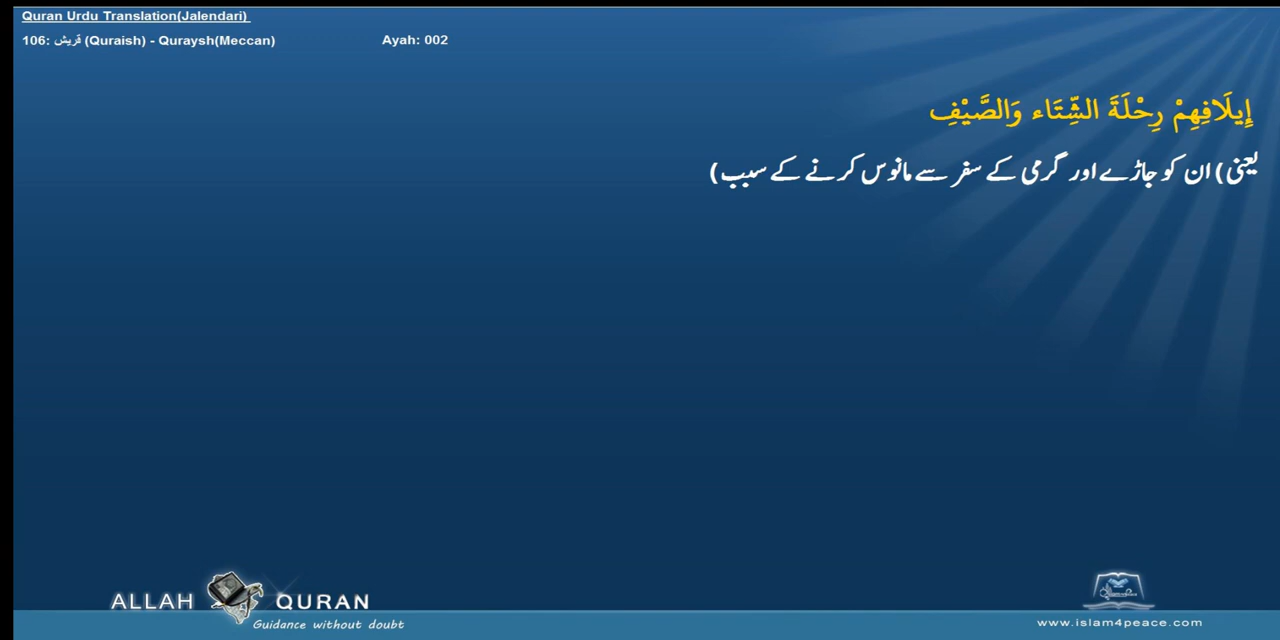 Quran Urdu Translation(Jalendari)
106: قريش (Quraish) - Quraysh(Meccan) Ayah: 002
إِيلَافِهِمْ رِحْلَةَ الشِّتَاء وَالصَّيْفِ
یعنی) ان کو جاڑے اور گرمی کے سفر سے مانوس کرنے کے سبب)
ALLAH QURAN
Guidance without doubt
www.islam4peace.com